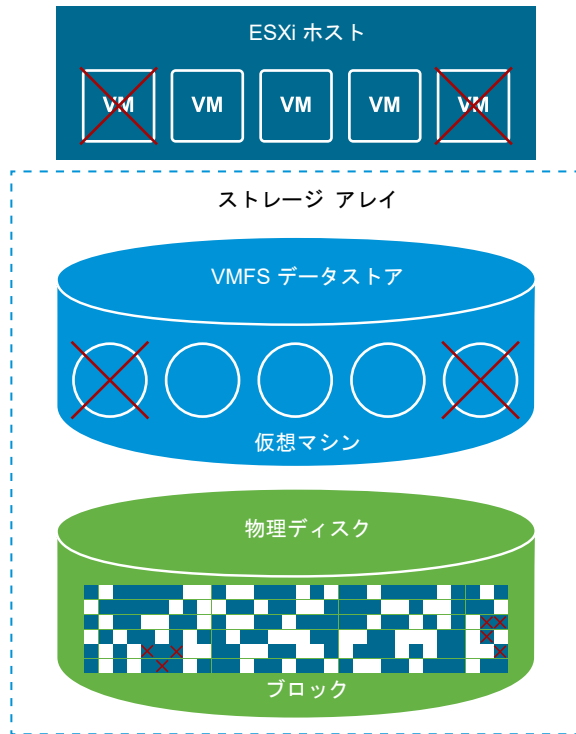 ESXi ホスト
VM VM VM VM VM
ストレージ アレイ
VMFS データストア
仮想マシン
物理ディスク
ブロック